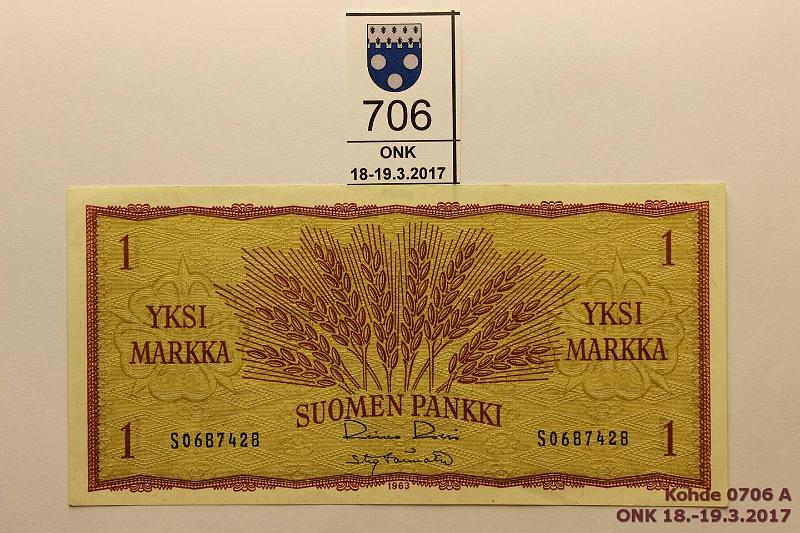 706
ONK
18-19.3.2017
1
1
YKSI
MARKKA
YKSI
MARKKA
SUOMEN PANKKI
1
S0687428
S0687428
1
1963
Kohde 0706 A
ONK 18.-19.3.2017